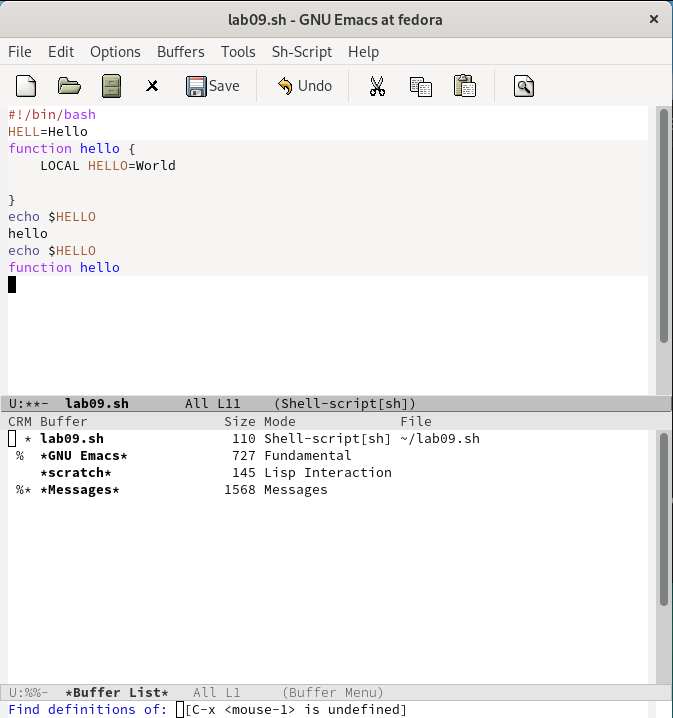 lab09.sh - GNU Emacs at fedora
File Edit Options Buffers Tools Sh-Script Help
Save Undo
#!/bin/bash
HELL=Hello
function hello {
    LOCAL HELLO=World
}
echo $HELLO
hello
echo $HELLO
function hello
U:**-  lab09.sh       All L11    (Shell-script[sh])
CRM Buffer                 Size Mode             File
  * lab09.sh                110 Shell-script[sh] ~/lab09.sh
 %  *GNU Emacs*             727 Fundamental
    *scratch*               145 Lisp Interaction
 %* *Messages*             1568 Messages
U:%%-  *Buffer List*   All L1     (Buffer Menu)
Find definitions of: [C-x <mouse-1> is undefined]